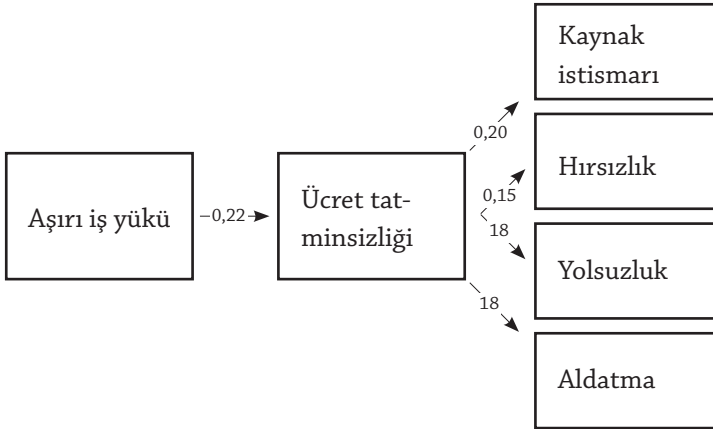 Kaynak
istismarı
0,20
Hırsızlık
0,15
Aşırı iş yükü
−0,22
Ücret tat-
minsizliği
18
Yolsuzluk
18
Aldatma